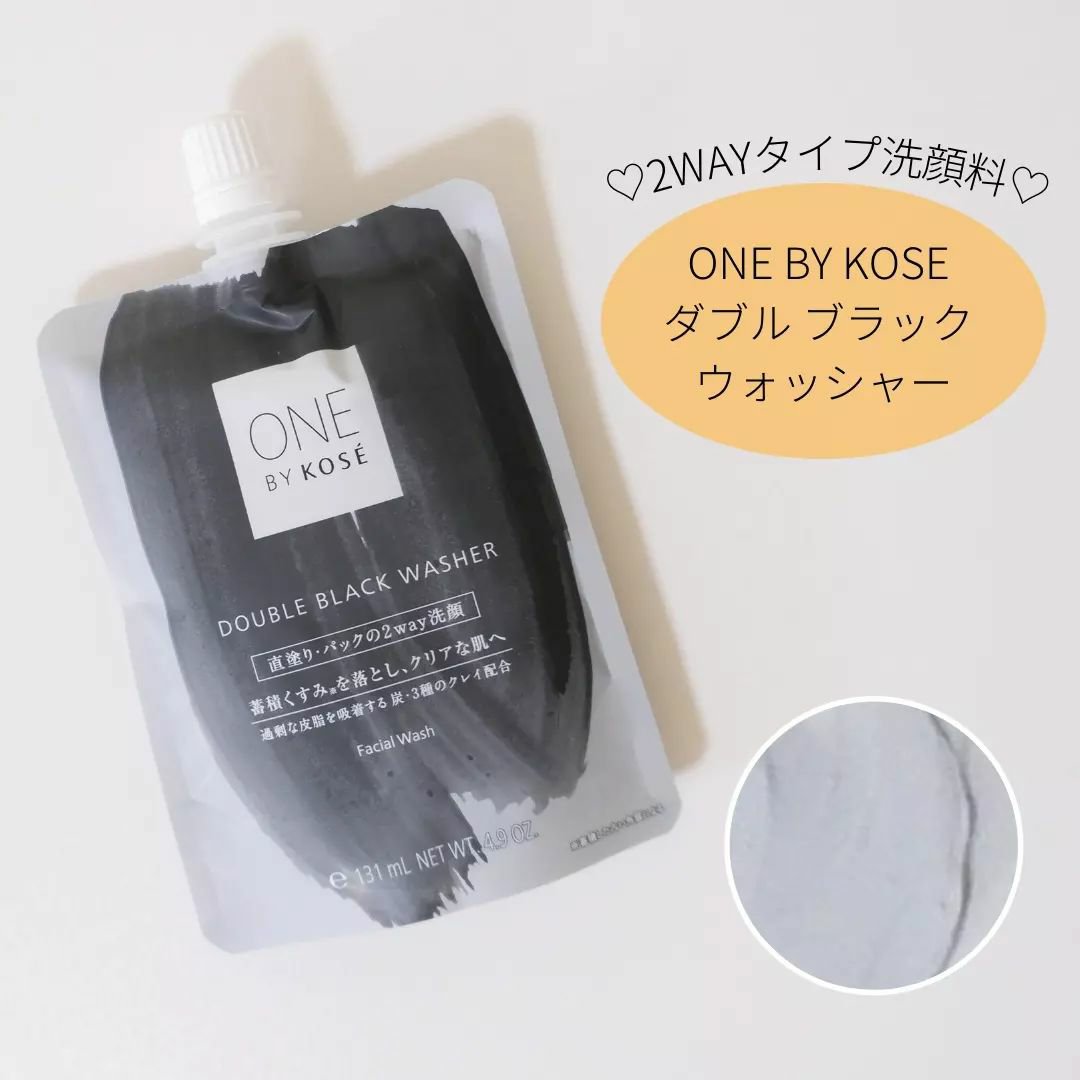 ♡2WAYタイプ洗顔料♡
ONE BY KOSE
ダブル ブラック
ウォッシャー
ONE
BY KOSÉ
DOUBLE BLACK WASHER
直塗り・パックの2way洗顔
蓄積くすみ※を落とし、クリアな肌へ
過剰な皮脂を吸着する 炭・3種のクレイ配合
Facial Wash
e 131 mL NET WT. 4.9 OZ.